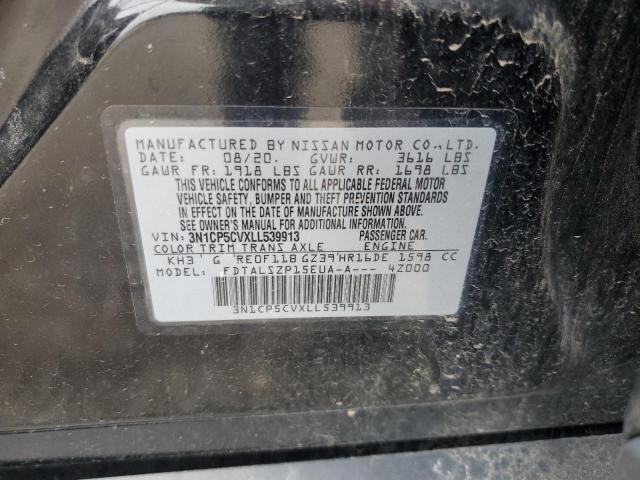 MANUFACTURED BY NISSAN MOTOR CO.,LTD.
DATE: 08/20. GVWR: 3616 LBS
GAWR FR: 1918 LBS GAWR RR: 1698 LBS
THIS VEHICLE CONFORMS TO ALL APPLICABLE FEDERAL MOTOR
VEHICLE SAFETY, BUMPER AND THEFT PREVENTION STANDARDS
IN EFFECT ON THE DATE OF MANUFACTURE SHOWN ABOVE.
SEE OWNER'S MANUAL FOR ADDITIONAL INFORMATION.
VIN: 3N1CP5CVXLL539913 PASSENGER CAR.
COLOR TRIM TRANS AXLE ENGINE
KH3 G RE0F11B GZ39 HR16DE 1598 CC
MODEL: FDTALSZP15EUA-A--- 4Z000
3N1CP5CVXLL539913